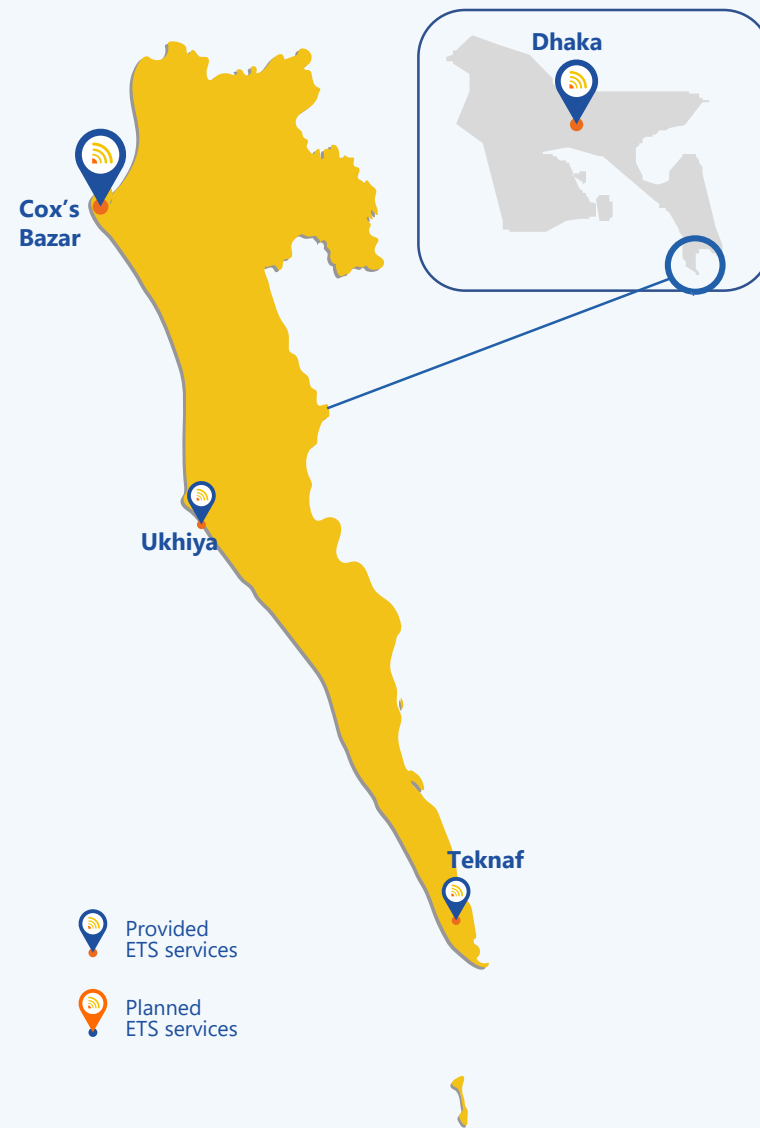 Dhaka
Cox’s
Bazar
Ukhiya
Teknaf
Provided
ETS services
Planned
ETS services